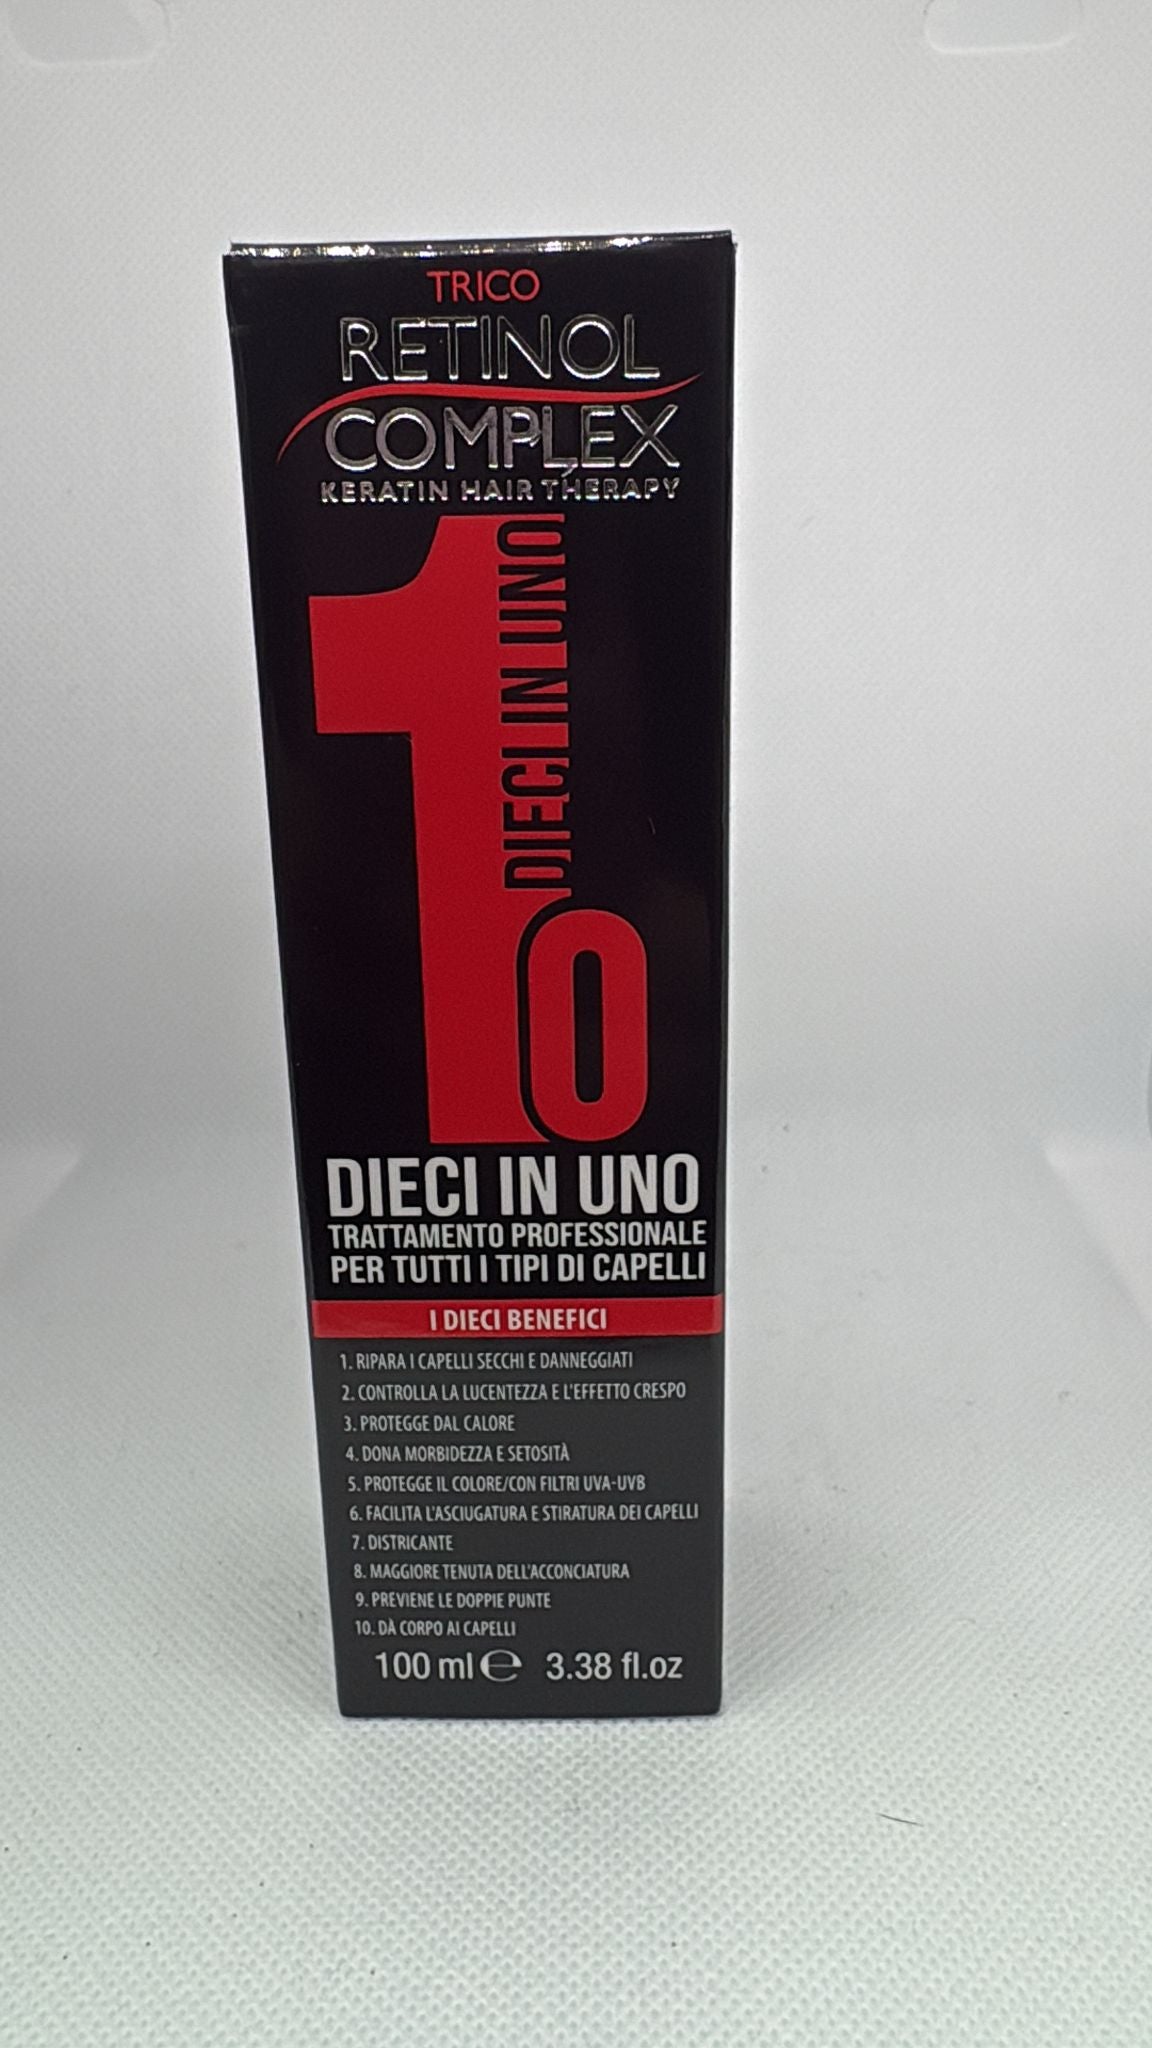 TRICO
RETINOL
COMPLEX
KERATIN HAIR THERAPY
10
DIECI IN UNO
DIECI IN UNO
TRATTAMENTO PROFESSIONALE
PER TUTTI I TIPI DI CAPELLI
I DIECI BENEFICI
1. RIPARA I CAPELLI SECCHI E DANNEGGIATI
2. CONTROLLA LA LUCENTEZZA E L'EFFETTO CRESPO
3. PROTEGGE DAL CALORE
4. DONA MORBIDEZZA E SETOSITÀ
5. PROTEGGE IL COLORE/CON FILTRI UVA-UVB
6. FACILITA L'ASCIUGATURA E STIRATURA DEI CAPELLI
7. DISTRICANTE
8. MAGGIORE TENUTA DELL'ACCONCIATURA
9. PREVIENE LE DOPPIE PUNTE
10. DÀ CORPO AI CAPELLI
100 ml ℮ 3.38 fl.oz